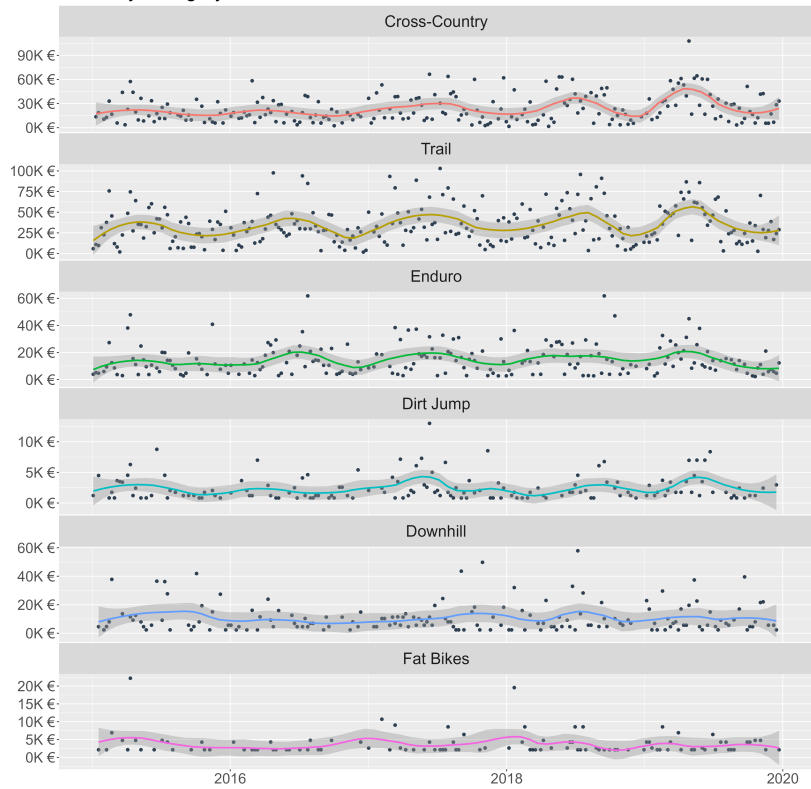 Cross-Country
90K €
60K €
30K €
0K €
Trail
100K €
75K €
50K €
25K €
0K €
Enduro
60K €
40K €
20K €
0K €
Dirt Jump
10K €
5K €
0K €
Downhill
60K €
40K €
20K €
0K €
Fat Bikes
20K €
15K €
10K €
5K €
0K €
2016 2018 2020